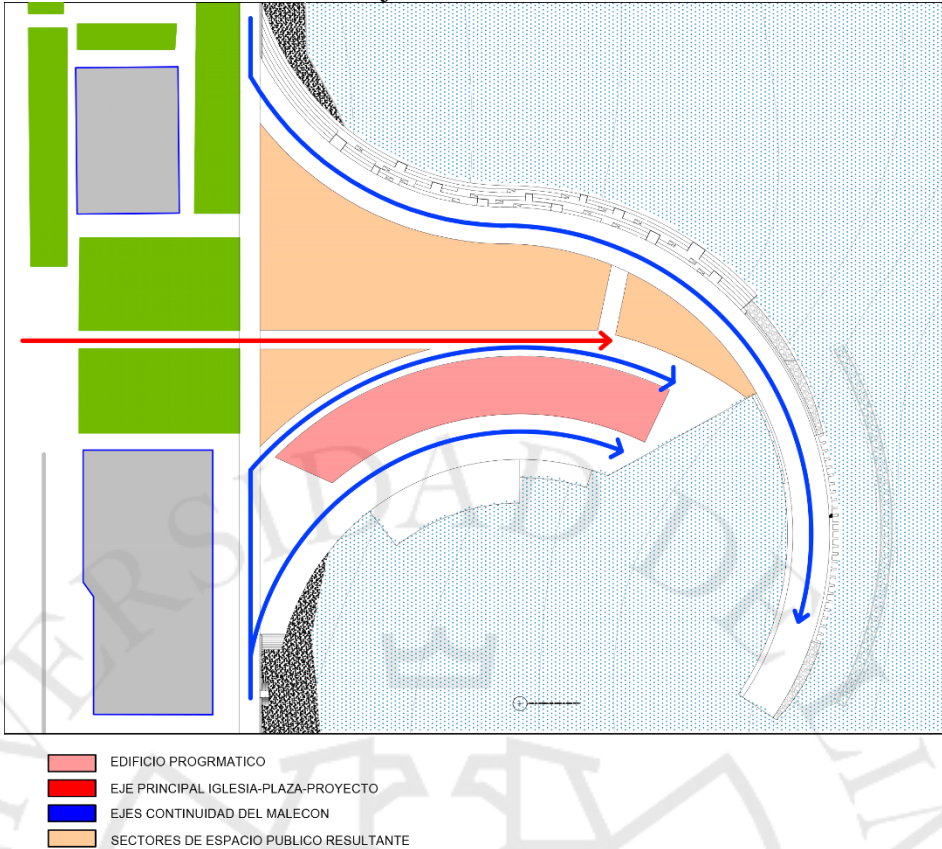 EDIFICIO PROGRMATICO
EJE PRINCIPAL IGLESIA-PLAZA-PROYECTO
EJES CONTINUIDAD DEL MALECON
SECTORES DE ESPACIO PUBLICO RESULTANTE